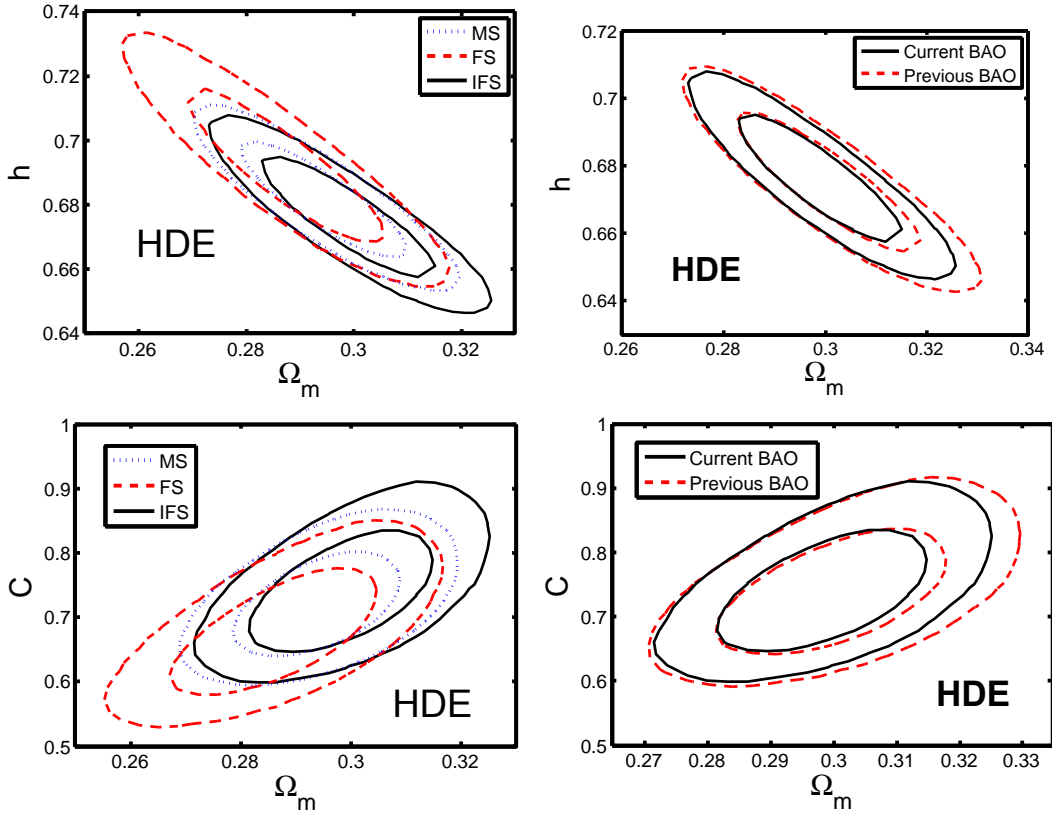 0.74
0.72
0.7
0.68
0.66
0.64
h
MS
FS
IFS
HDE
0.26 0.28 0.3 0.32
Ωm
0.72
0.7
0.68
0.66
0.64
h
Current BAO
Previous BAO
HDE
0.26 0.28 0.3 0.32 0.34
Ωm
1
0.9
0.8
0.7
0.6
0.5
C
MS
FS
IFS
HDE
0.26 0.28 0.3 0.32
Ωm
1
0.9
0.8
0.7
0.6
0.5
C
Current BAO
Previous BAO
HDE
0.27 0.28 0.29 0.3 0.31 0.32 0.33
Ωm